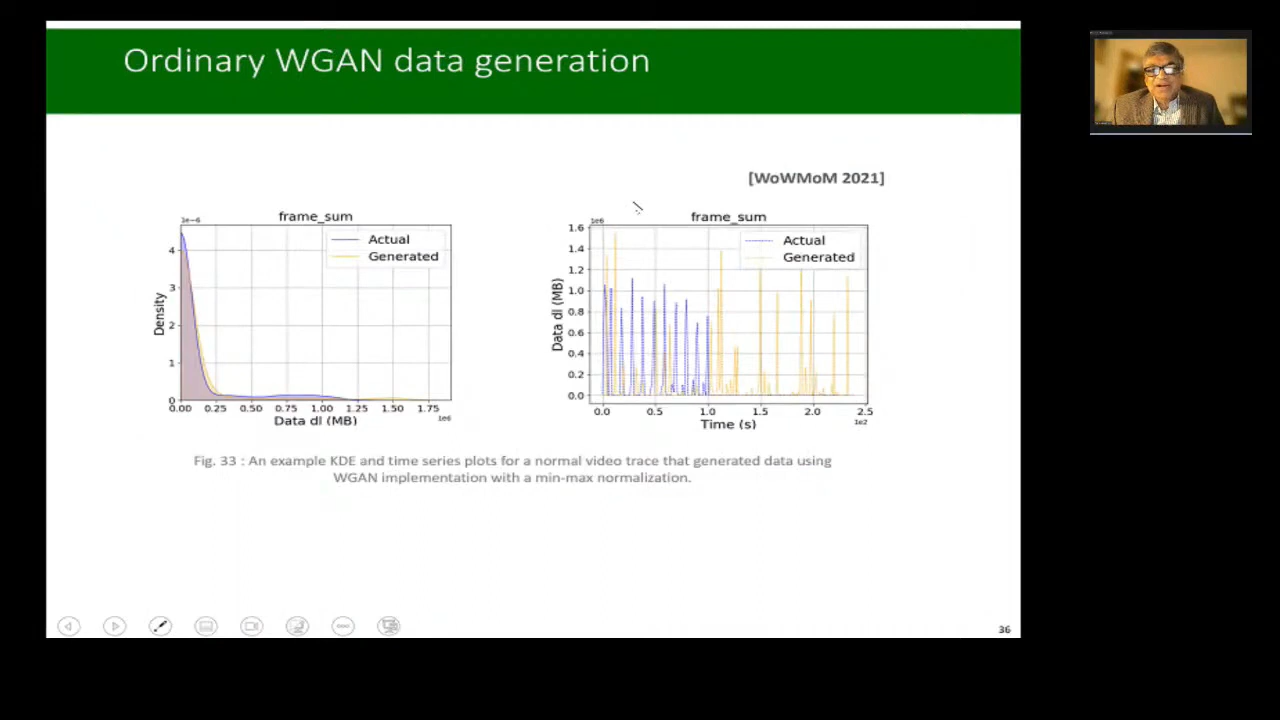 Ordinary WGAN data generation
[WoWMoM 2021]
frame_sum
1e−6
Actual
Generated
4
3
2
1
0
Density
0.00 0.25 0.50 0.75 1.00 1.25 1.50 1.75
1e6
Data dl (MB)
frame_sum
1e6
Actual
Generated
1.6
1.4
1.2
1.0
0.8
0.6
0.4
0.2
0.0
Data dl (MB)
0.0 0.5 1.0 1.5 2.0 2.5
1e2
Time (s)
Fig. 33 : An example KDE and time series plots for a normal video trace that generated data using
WGAN implementation with a min-max normalization.
36